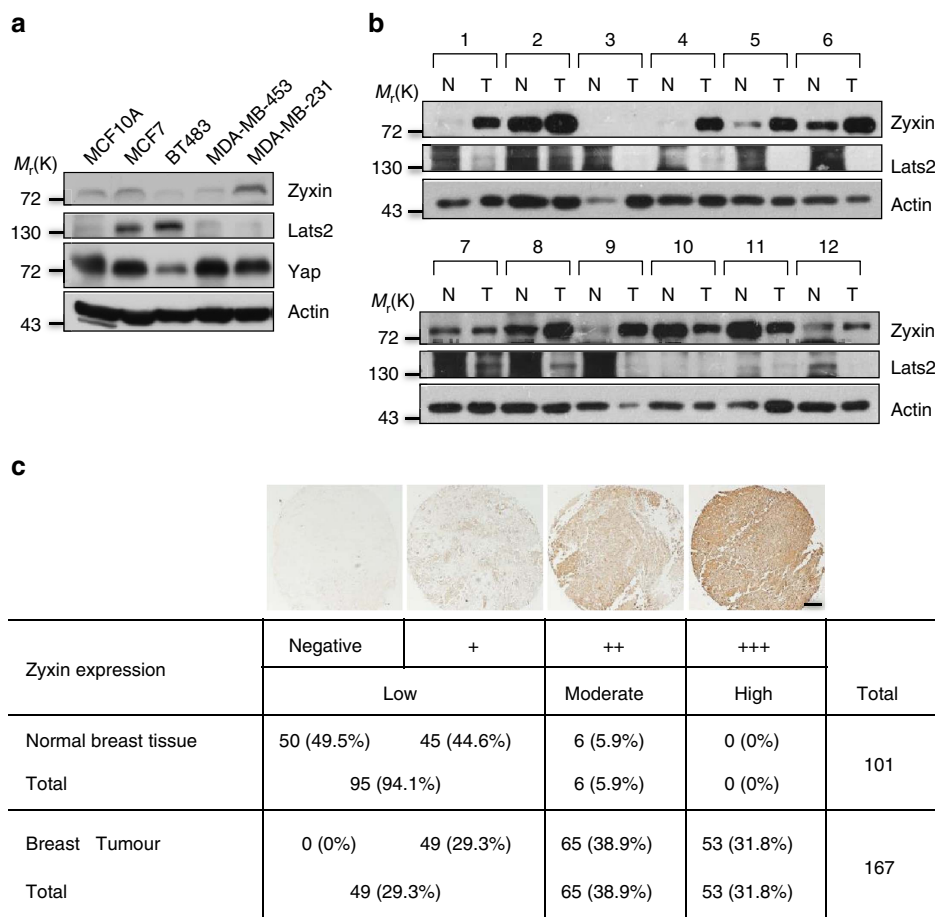 a
MCF10A
MCF7
BT483
MDA-MB-453
MDA-MB-231
Mr(K)
72
Zyxin
130
Lats2
72
Yap
43
Actin
b
1 2 3 4 5 6
N T N T N T N T N T N T
Mr(K)
72
Zyxin
130
Lats2
43
Actin
7 8 9 10 11 12
N T N T N T N T N T N T
Mr(K)
72
Zyxin
130
Lats2
43
Actin
c
Zyxin expression
Negative + ++ +++
Low Moderate High Total
Normal breast tissue 50 (49.5%) 45 (44.6%) 6 (5.9%) 0 (0%)
101
Total 95 (94.1%) 6 (5.9%) 0 (0%)
Breast Tumour 0 (0%) 49 (29.3%) 65 (38.9%) 53 (31.8%)
167
Total 49 (29.3%) 65 (38.9%) 53 (31.8%)